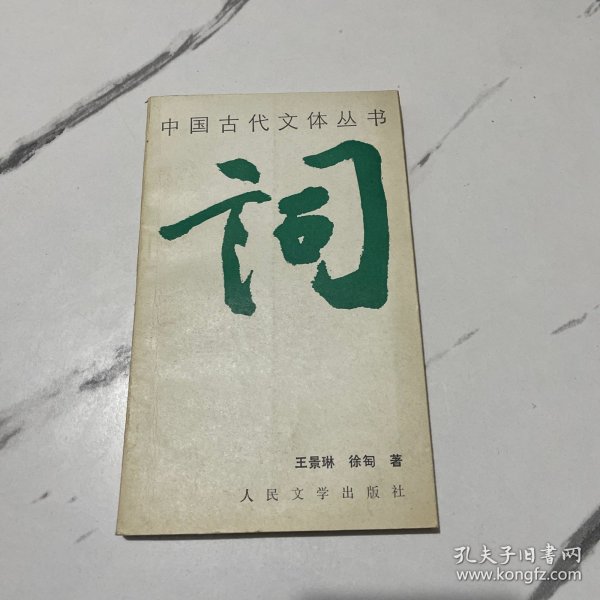 中国古代文体丛书
词
王景琳 徐匋 著
人民文学出版社
孔夫子旧书网
www.kongfz.com